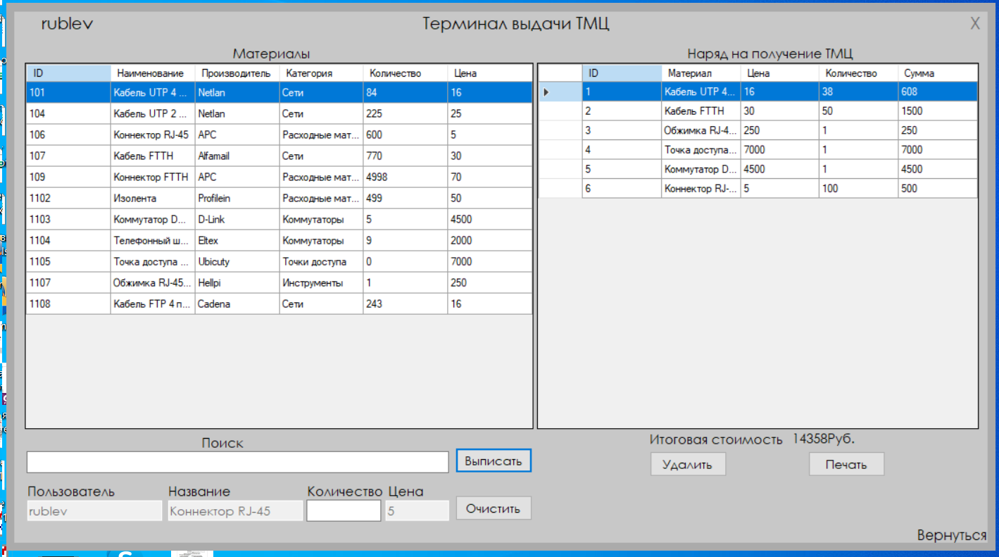 rublev Терминал выдачи ТМЦ X
Материалы
ID Наименование Производитель Категория Количество Цена
101 Кабель UTP 4 ... Netlan Сети 84 16
104 Кабель UTP 2 ... Netlan Сети 225 25
106 Коннектор RJ-45 APC Расходные мат... 600 5
107 Кабель FTTH Alfamail Сети 770 30
109 Коннектор FTTH APC Расходные мат... 4998 70
1102 Изолента Profilein Расходные мат... 499 50
1103 Коммутатор D... D-Link Коммутаторы 5 4500
1104 Телефонный ш... Eltex Коммутаторы 9 2000
1105 Точка доступа ... Ubicuty Точки доступа 0 7000
1107 Обжимка RJ-45... Hellpi Инструменты 1 250
1108 Кабель FTP 4 п... Cadena Сети 243 16
Наряд на получение ТМЦ
ID Материал Цена Количество Сумма
1 Кабель UTP 4... 16 38 608
2 Кабель FTTH 30 50 1500
3 Обжимка RJ-4... 250 1 250
4 Точка доступа... 7000 1 7000
5 Коммутатор D... 4500 1 4500
6 Коннектор RJ-... 5 100 500
Поиск
Выписать
Пользователь Название Количество Цена
rublev Коннектор RJ-45 5
Очистить
Итоговая стоимость 14358Руб.
Удалить Печать
Вернуться